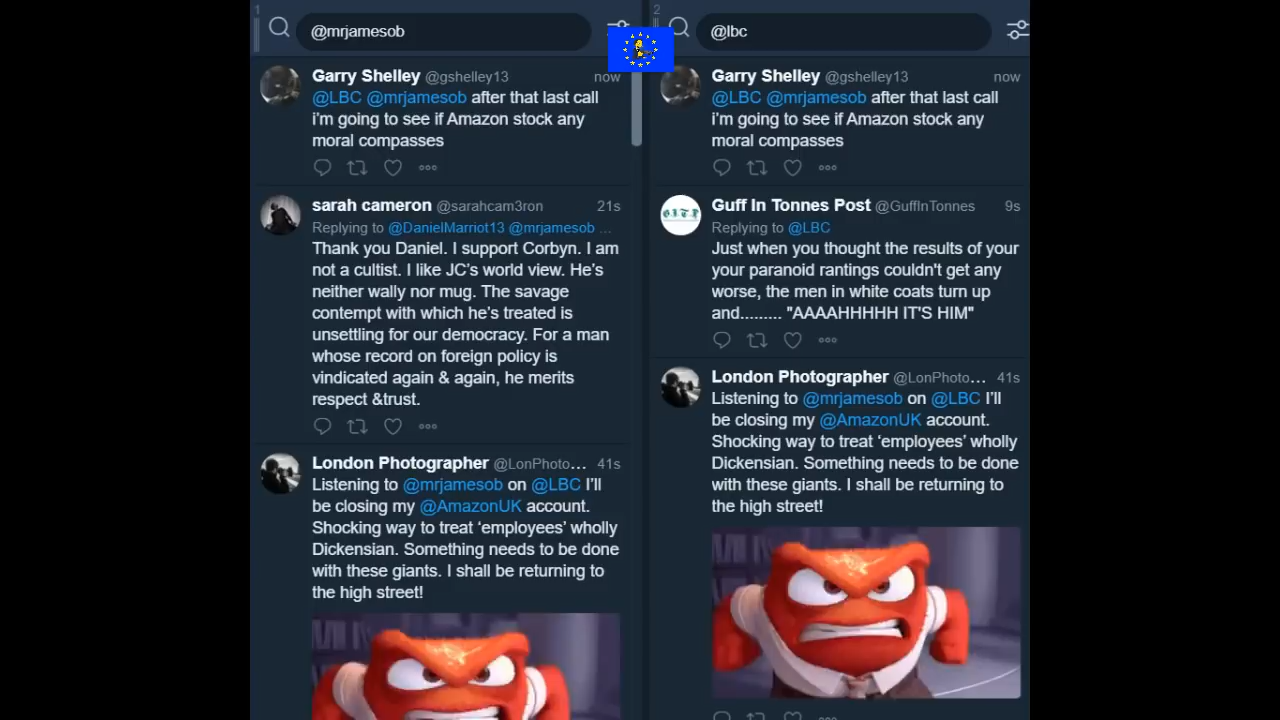 1
@mrjamesob
Garry Shelley @gshelley13 now
@LBC @mrjamesob after that last call
i'm going to see if Amazon stock any
moral compasses
sarah cameron @sarahcam3ron 21s
Replying to @DanielMarriot13 @mrjamesob ...
Thank you Daniel. I support Corbyn. I am
not a cultist. I like JC's world view. He's
neither wally nor mug. The savage
contempt with which he's treated is
unsettling for our democracy. For a man
whose record on foreign policy is
vindicated again & again, he merits
respect &trust.
London Photographer @LonPhoto... 41s
Listening to @mrjamesob on @LBC I'll
be closing my @AmazonUK account.
Shocking way to treat 'employees' wholly
Dickensian. Something needs to be done
with these giants. I shall be returning to
the high street!
2
@lbc
Garry Shelley @gshelley13 now
@LBC @mrjamesob after that last call
i'm going to see if Amazon stock any
moral compasses
GITP
Guff In Tonnes Post @GuffInTonnes 9s
Replying to @LBC
Just when you thought the results of your
your paranoid rantings couldn't get any
worse, the men in white coats turn up
and......... "AAAAHHHHH IT'S HIM"
London Photographer @LonPhoto... 41s
Listening to @mrjamesob on @LBC I'll
be closing my @AmazonUK account.
Shocking way to treat 'employees' wholly
Dickensian. Something needs to be done
with these giants. I shall be returning to
the high street!